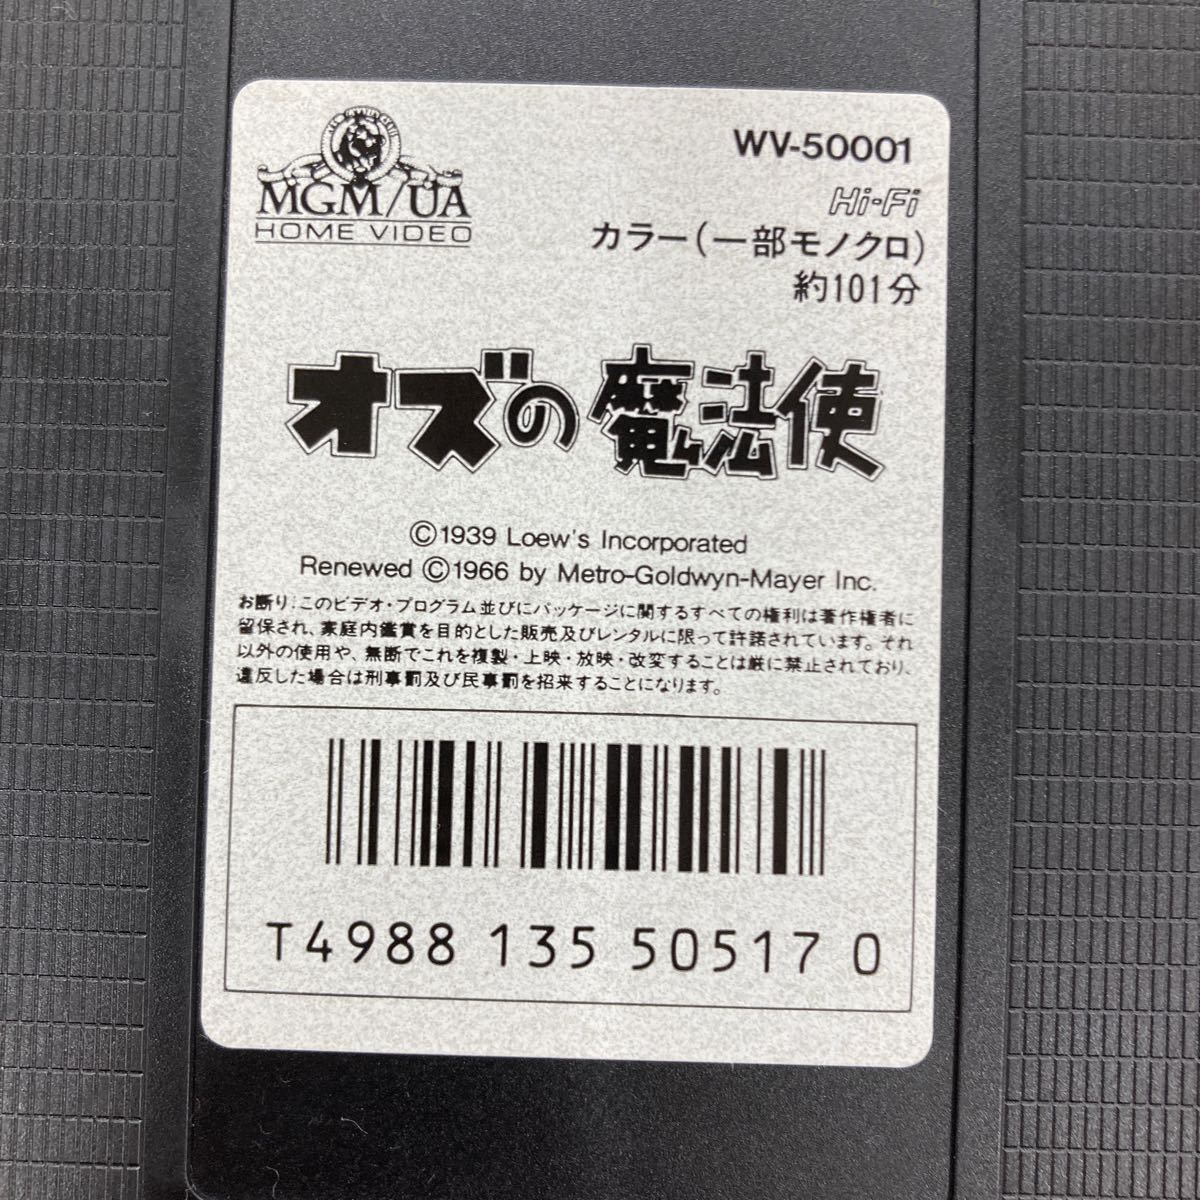 MGM/UA
HOME VIDEO
WV-50001
Hi-Fi
カラー(一部モノクロ)
約101分
オズの魔法使
©1939 Loew's Incorporated
Renewed ©1966 by Metro-Goldwyn-Mayer Inc.
お断り:このビデオ・プログラム並びにパッケージに関するすべての権利は著作権者に
留保され、家庭内鑑賞を目的とした販売及びレンタルに限って許諾されています。それ
以外の使用や、無断でこれを複製・上映・放映・改変することは厳に禁止されており、
違反した場合は刑事罰及び民事罰を招来することになります。
T4988 135 50517 0